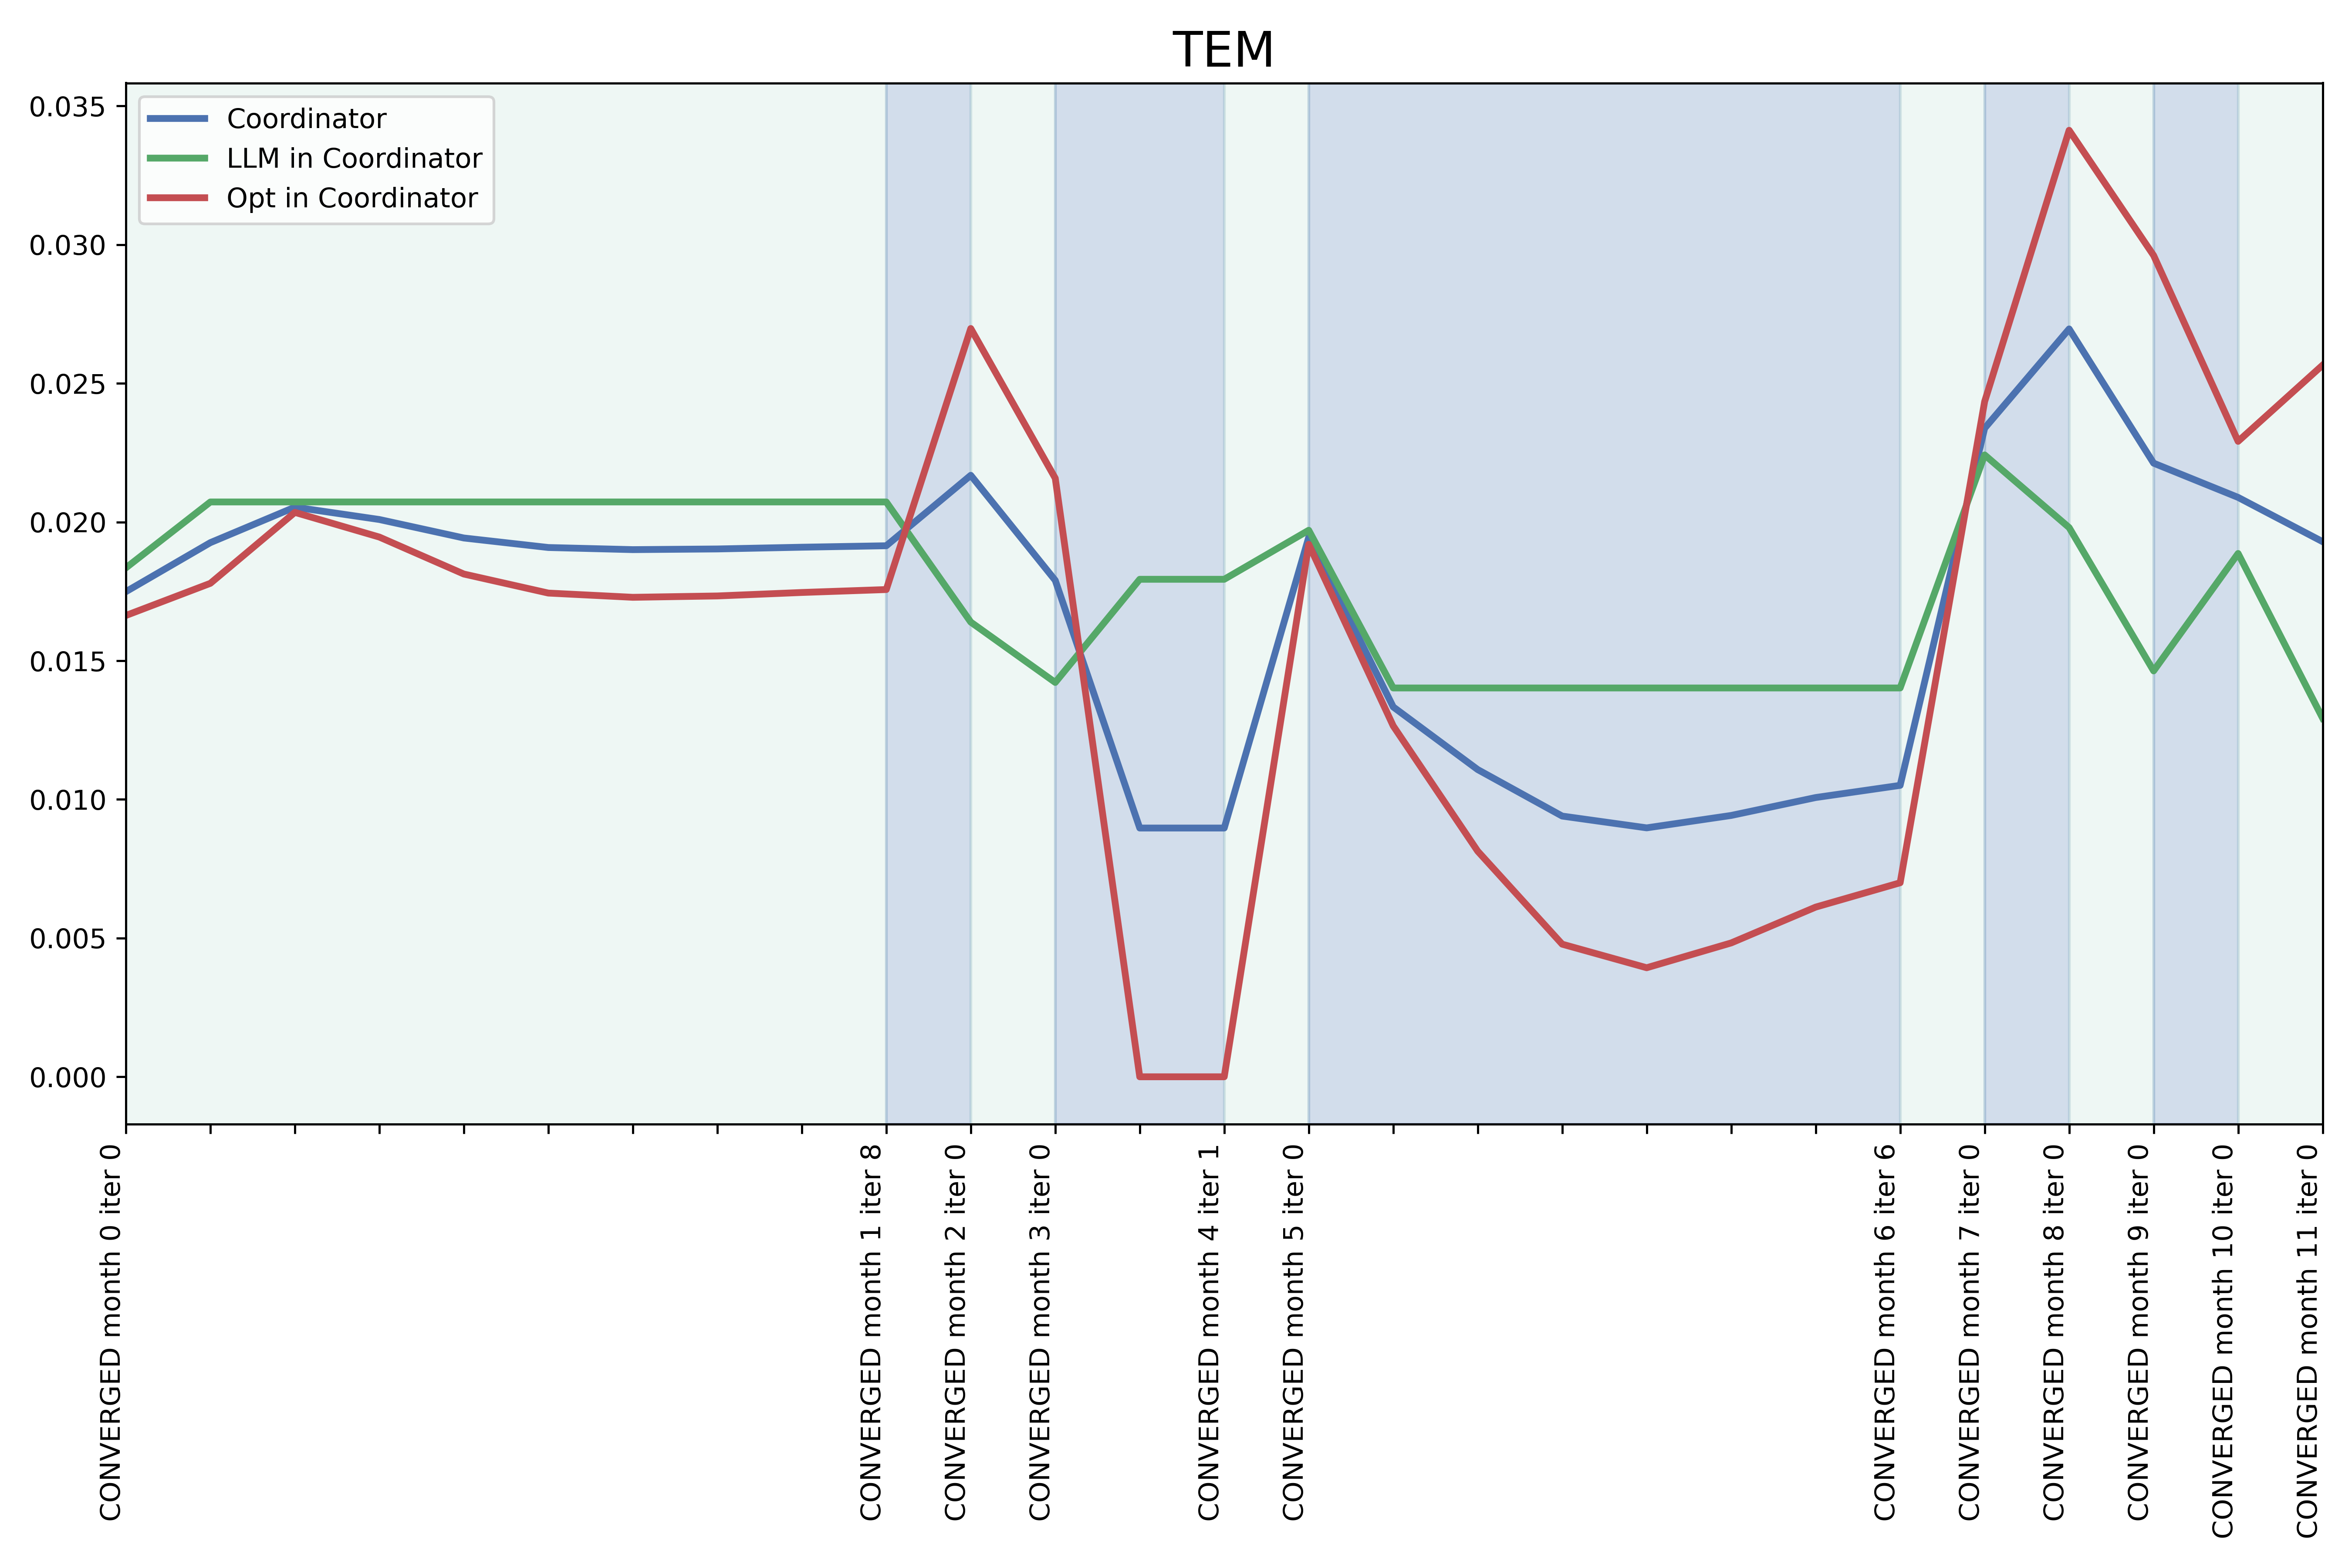 TEM
0.035
0.030
0.025
0.020
0.015
0.010
0.005
0.000
Coordinator
LLM in Coordinator
Opt in Coordinator
CONVERGED month 0 iter 0
CONVERGED month 1 iter 8
CONVERGED month 2 iter 0
CONVERGED month 3 iter 0
CONVERGED month 4 iter 1
CONVERGED month 5 iter 0
CONVERGED month 6 iter 6
CONVERGED month 7 iter 0
CONVERGED month 8 iter 0
CONVERGED month 9 iter 0
CONVERGED month 10 iter 0
CONVERGED month 11 iter 0